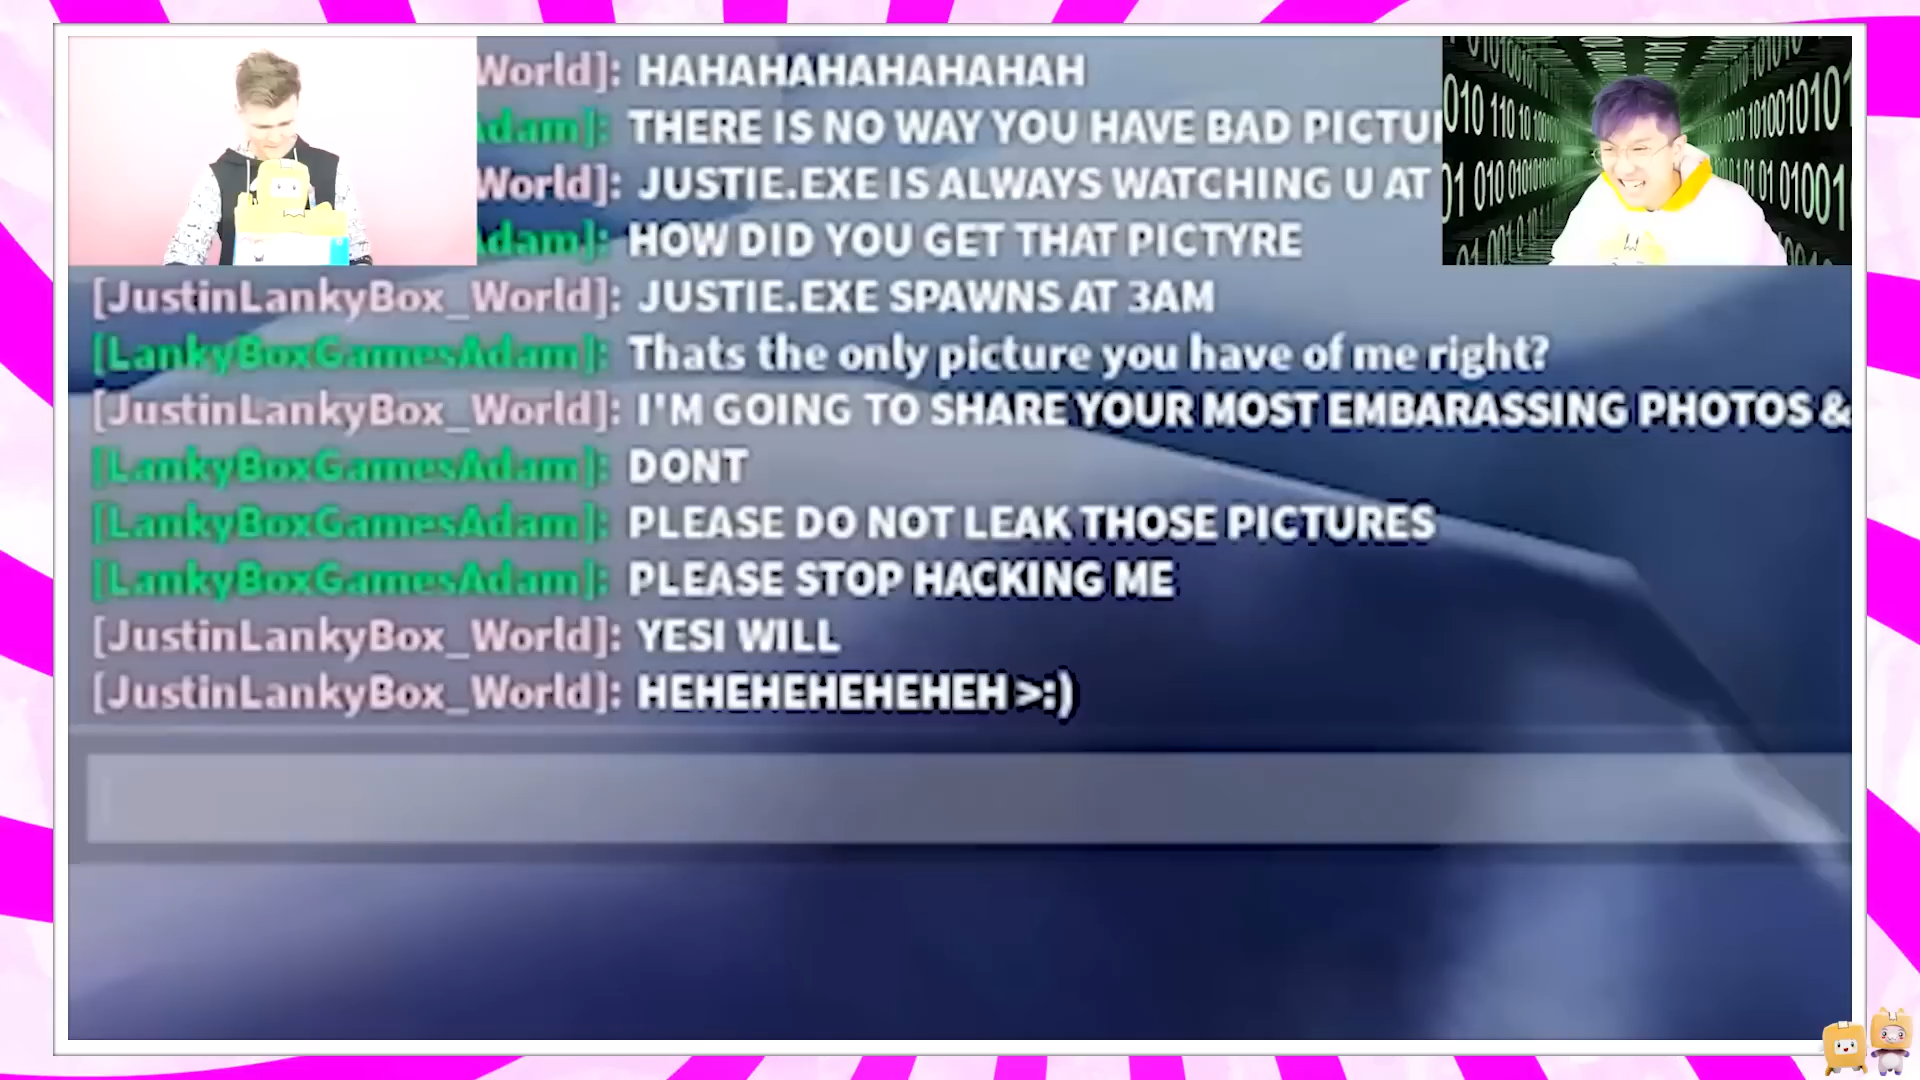 World]: HAHAHAHAHAHAHAH
dam]: THERE IS NO WAY YOU HAVE BAD PICTU
World]: JUSTIE.EXE IS ALWAYS WATCHING U AT
dam]: HOW DID YOU GET THAT PICTYRE
[JustinLankyBox_World]: JUSTIE.EXE SPAWNS AT 3AM
[LankyBoxGamesAdam]: Thats the only picture you have of me right?
[JustinLankyBox_World]: I'M GOING TO SHARE YOUR MOST EMBARASSING PHOTOS &
[LankyBoxGamesAdam]: DONT
[LankyBoxGamesAdam]: PLEASE DO NOT LEAK THOSE PICTURES
[LankyBoxGamesAdam]: PLEASE STOP HACKING ME
[JustinLankyBox_World]: YESI WILL
[JustinLankyBox_World]: HEHEHEHEHEHEH >:)